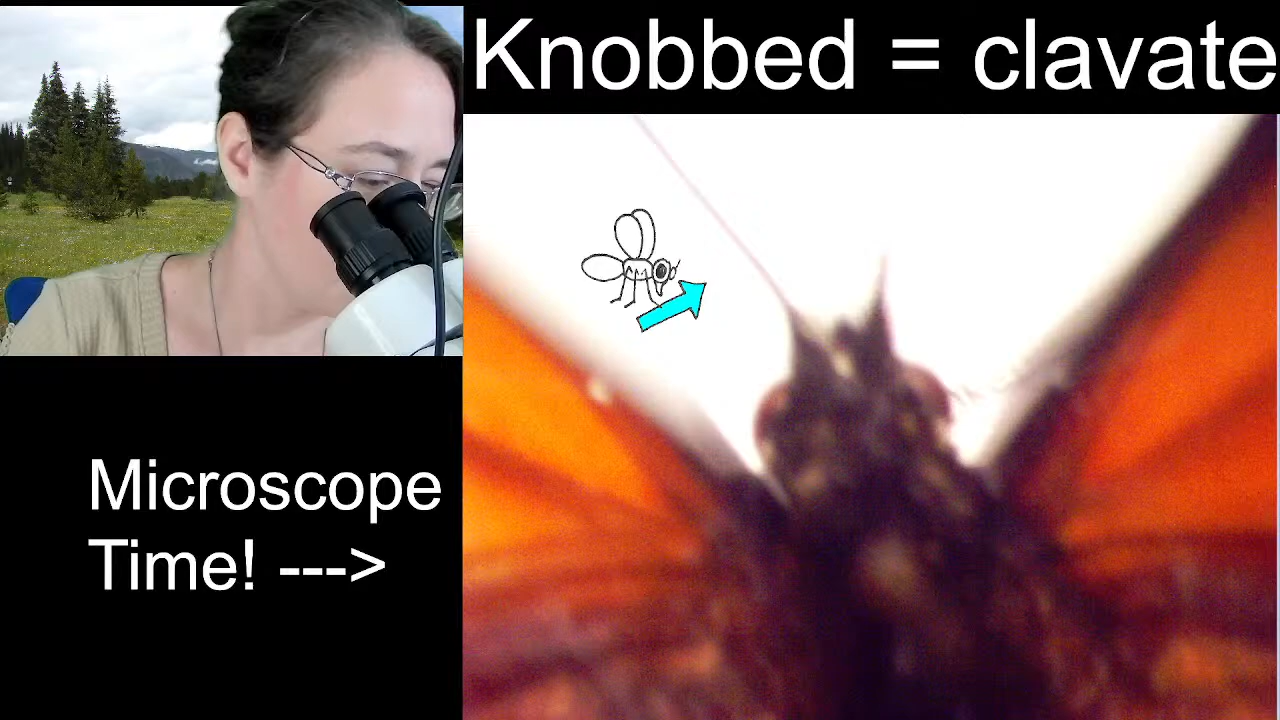 Knobbed = clavate
Microscope
Time! --->